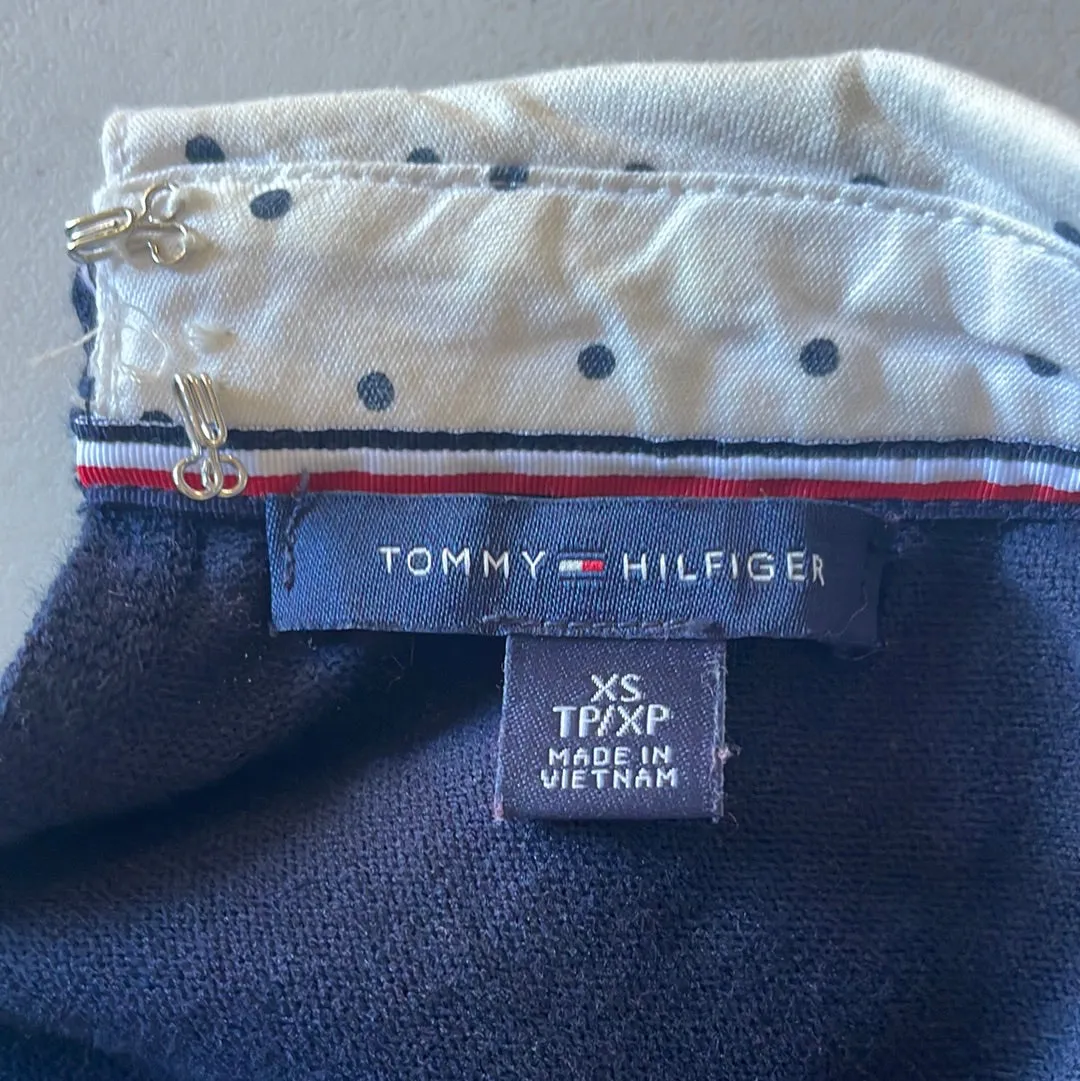 TOMMY HILFIGER
XS
TP/XP
MADE IN
VIETNAM